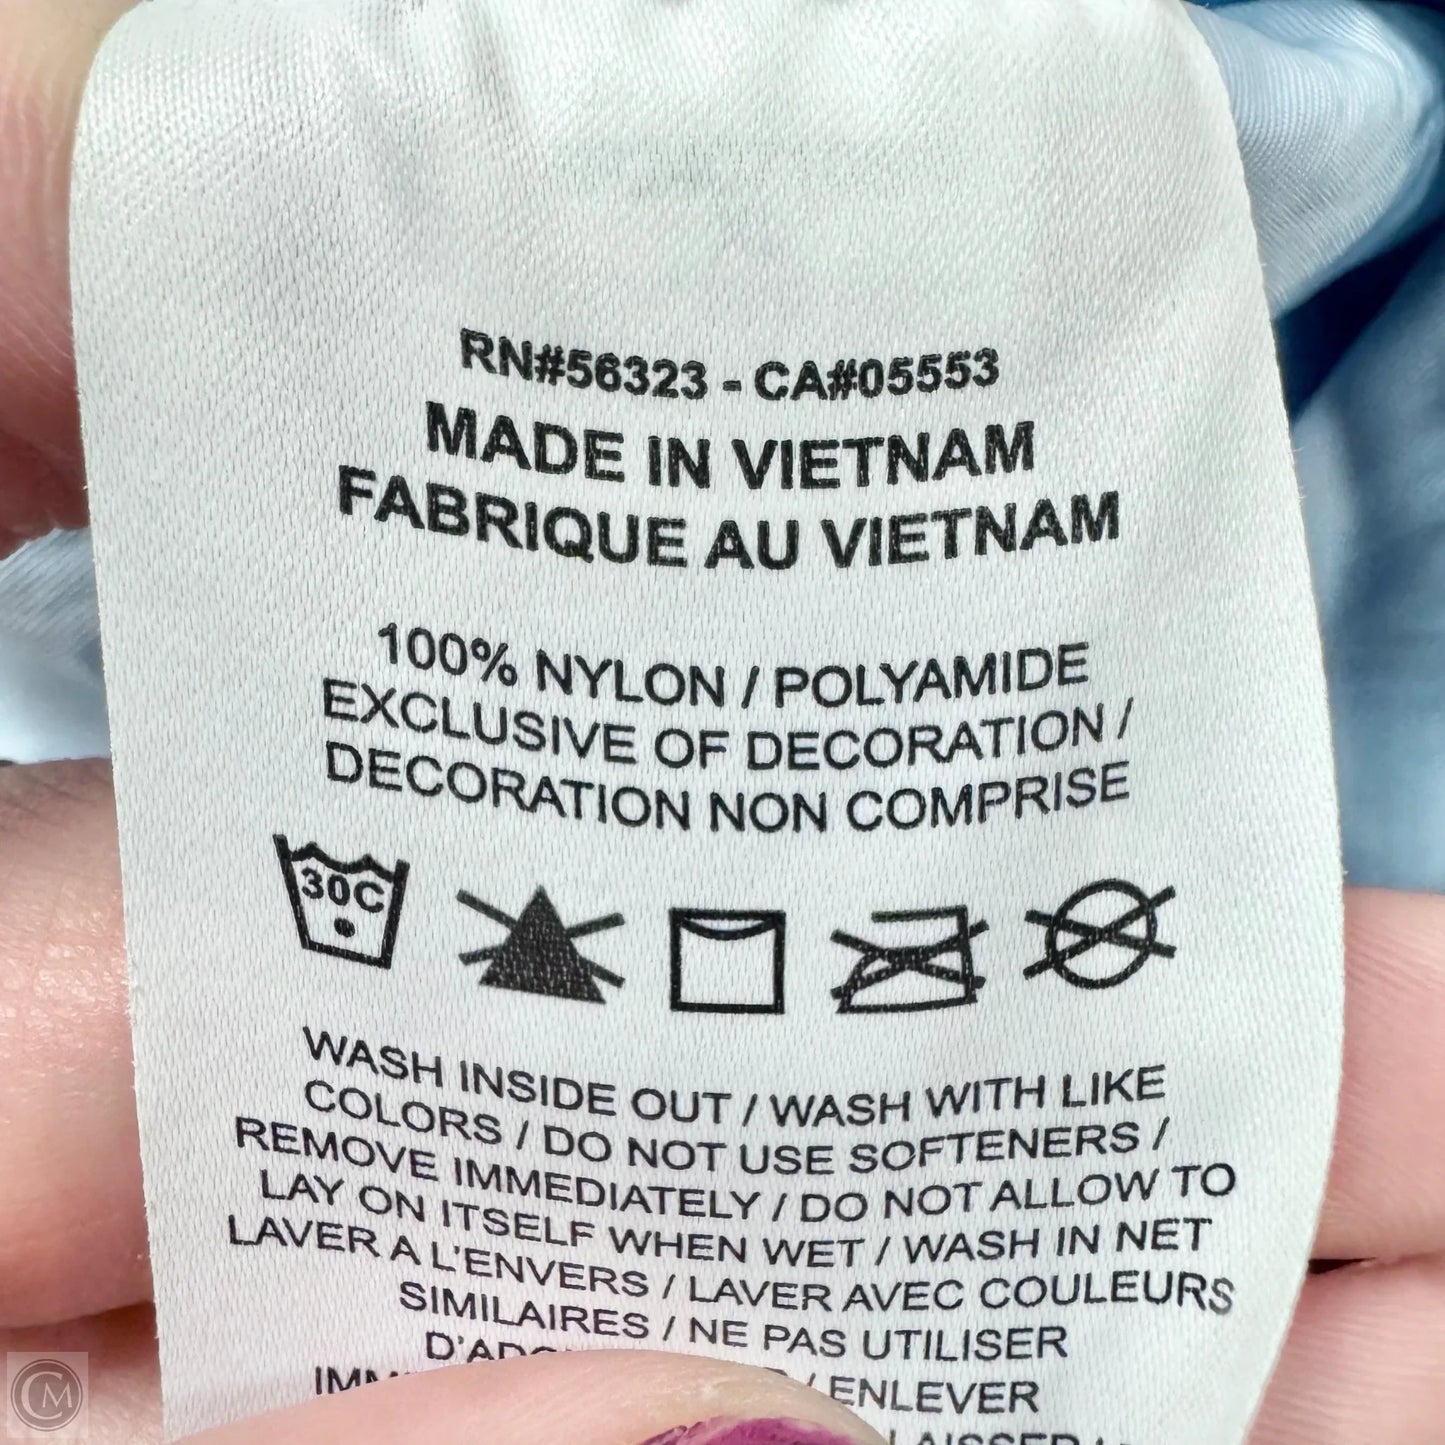 RN#56323 - CA#05553
MADE IN VIETNAM
FABRIQUE AU VIETNAM
100% NYLON / POLYAMIDE
EXCLUSIVE OF DECORATION /
DECORATION NON COMPRISE
30C
WASH INSIDE OUT / WASH WITH LIKE
COLORS / DO NOT USE SOFTENERS /
REMOVE IMMEDIATELY / DO NOT ALLOW TO
LAY ON ITSELF WHEN WET / WASH IN NET
LAVER A L'ENVERS / LAVER AVEC COULEURS
SIMILAIRES / NE PAS UTILISER
/ ENLEVER
CM